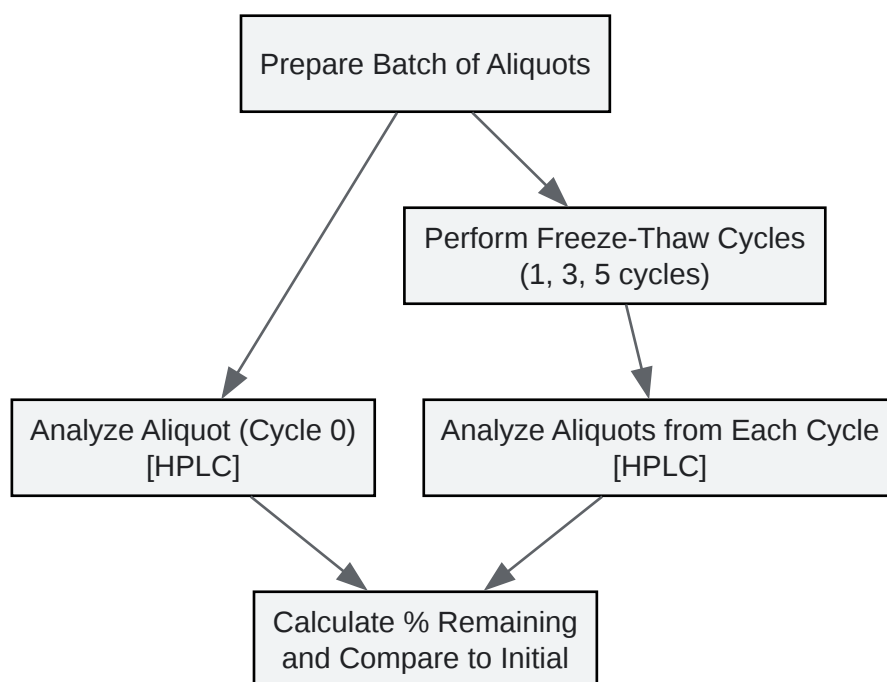 Prepare Batch of Aliquots
Perform Freeze-Thaw Cycles
(1, 3, 5 cycles)
Analyze Aliquot (Cycle 0)
[HPLC]
Analyze Aliquots from Each Cycle
[HPLC]
Calculate % Remaining
and Compare to Initial